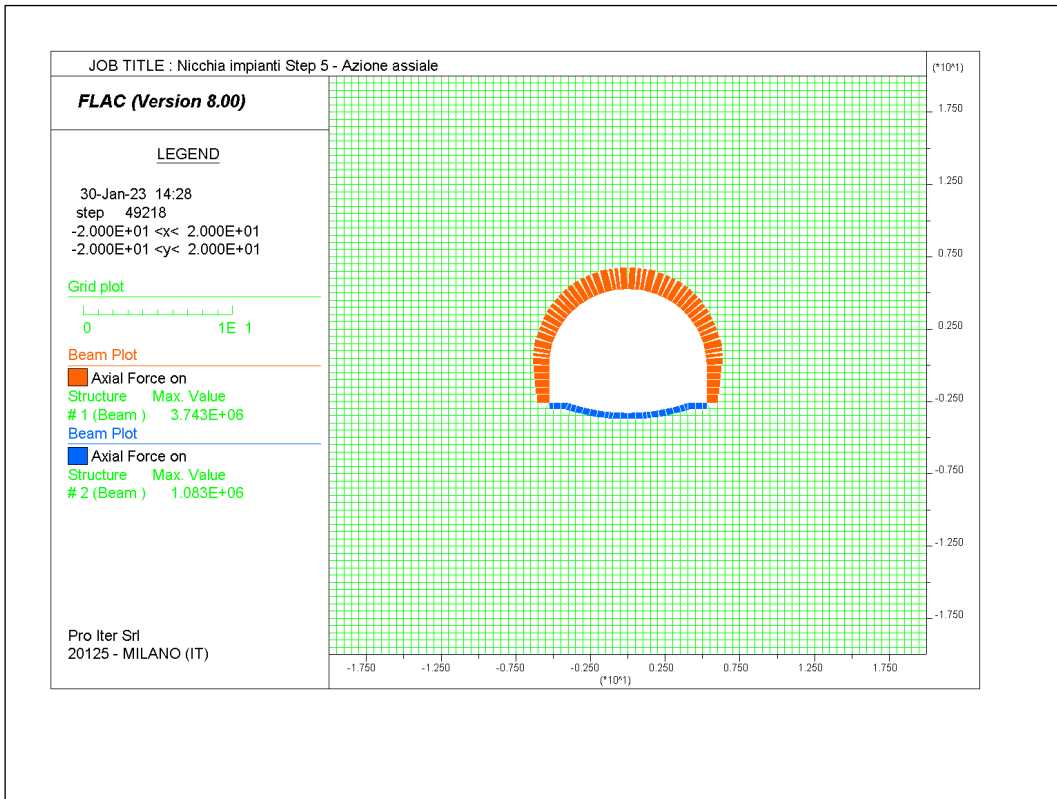 JOB TITLE : Nicchia impianti Step 5 - Azione assiale
FLAC (Version 8.00)
LEGEND
30-Jan-23 14:28
step 49218
-2.000E+01 <x< 2.000E+01
-2.000E+01 <y< 2.000E+01
Grid plot
0 1E 1
Beam Plot
Axial Force on
Structure Max. Value
# 1 (Beam ) 3.743E+06
Beam Plot
Axial Force on
Structure Max. Value
# 2 (Beam ) 1.083E+06
Pro Iter Srl
20125 - MILANO (IT)
(*10^1)
1.750
1.250
0.750
0.250
-0.250
-0.750
-1.250
-1.750
-1.750 -1.250 -0.750 -0.250 0.250 0.750 1.250 1.750
(*10^1)